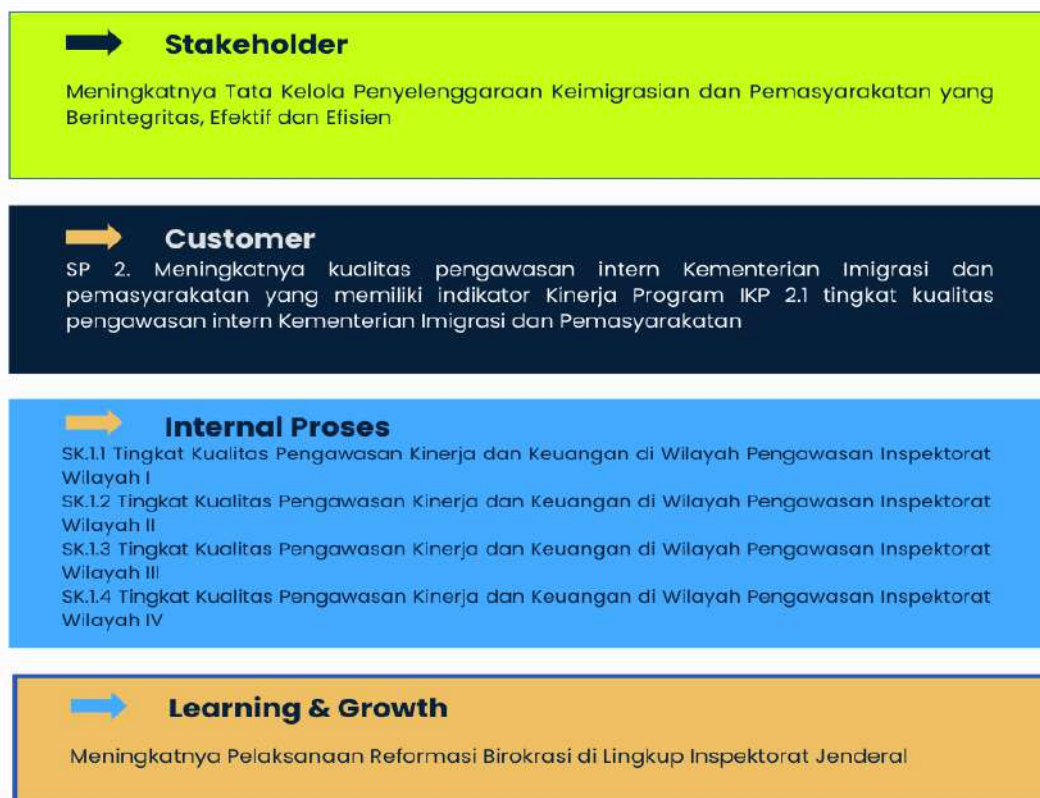 Stakeholder
Meningkatnya Tata Kelola Penyelenggaraan Keimigrasian dan Pemasyarakatan yang
Berintegritas, Efektif dan Efisien
Customer
SP 2. Meningkatnya kualitas pengawasan intern Kementerian Imigrasi dan
pemasyarakatan yang memiliki indikator Kinerja Program IKP 2.1 tingkat kualitas
pengawasan intern Kementerian Imigrasi dan Pemasyarakatan
Internal Proses
SK.1.1 Tingkat Kualitas Pengawasan Kinerja dan Keuangan di Wilayah Pengawasan Inspektorat
Wilayah I
SK.1.2 Tingkat Kualitas Pengawasan Kinerja dan Keuangan di Wilayah Pengawasan Inspektorat
Wilayah II
SK.1.3 Tingkat Kualitas Pengawasan Kinerja dan Keuangan di Wilayah Pengawasan Inspektorat
Wilayah III
SK.1.4 Tingkat Kualitas Pengawasan Kinerja dan Keuangan di Wilayah Pengawasan Inspektorat
Wilayah IV
Learning & Growth
Meningkatnya Pelaksanaan Reformasi Birokrasi di Lingkup Inspektorat Jenderal